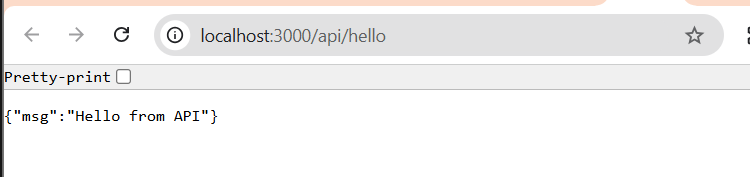 localhost:3000/api/hello
Pretty-print
{"msg":"Hello from API"}